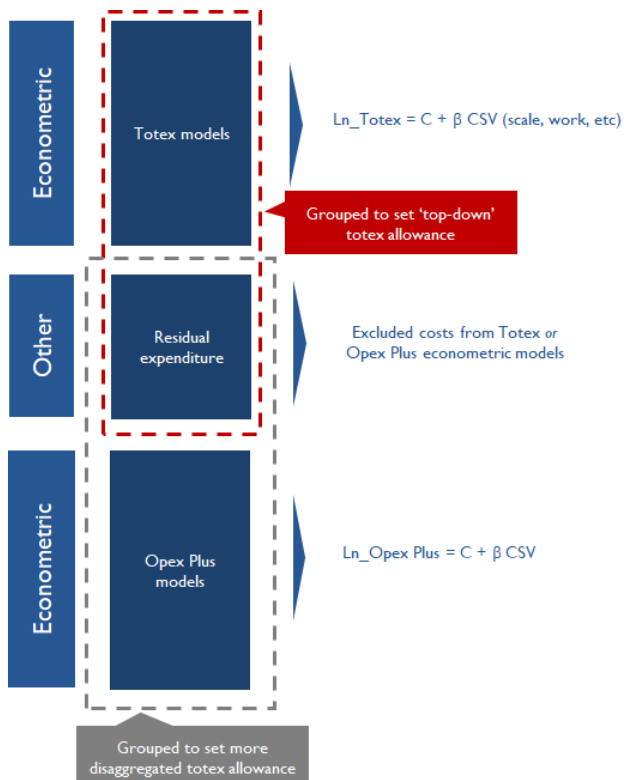 Econometric
Totex models
Ln_Totex = C + β CSV (scale, work, etc)
Grouped to set ‘top-down’
totex allowance
Other
Residual
expenditure
Excluded costs from Totex or
Opex Plus econometric models
Econometric
Opex Plus
models
Ln_Opex Plus = C + β CSV
Grouped to set more
disaggregated totex allowance